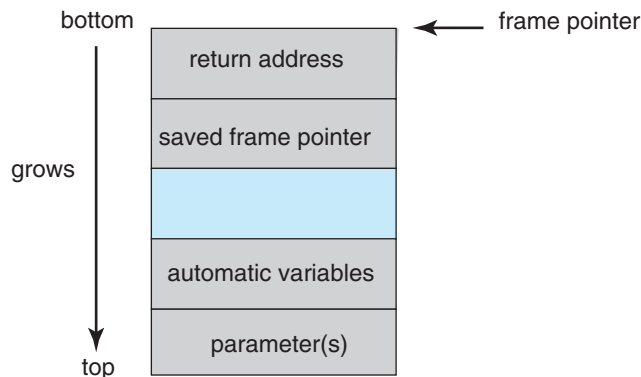 bottom
frame pointer
return address
saved frame pointer
grows
automatic variables
parameter(s)
top